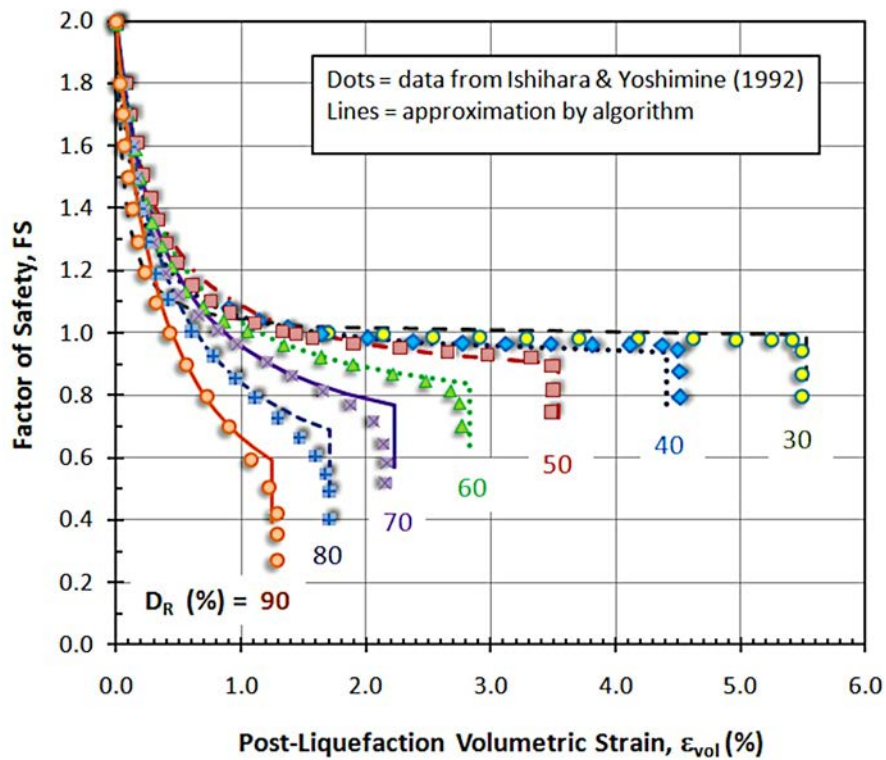 Dots = data from Ishihara & Yoshimine (1992)
Lines = approximation by algorithm
Factor of Safety, FS
2.0
1.8
1.6
1.4
1.2
1.0
0.8
0.6
0.4
0.2
0.0
30
40
50
60
70
80
D_R (%) = 90
0.0 1.0 2.0 3.0 4.0 5.0 6.0
Post-Liquefaction Volumetric Strain, ε_vol (%)